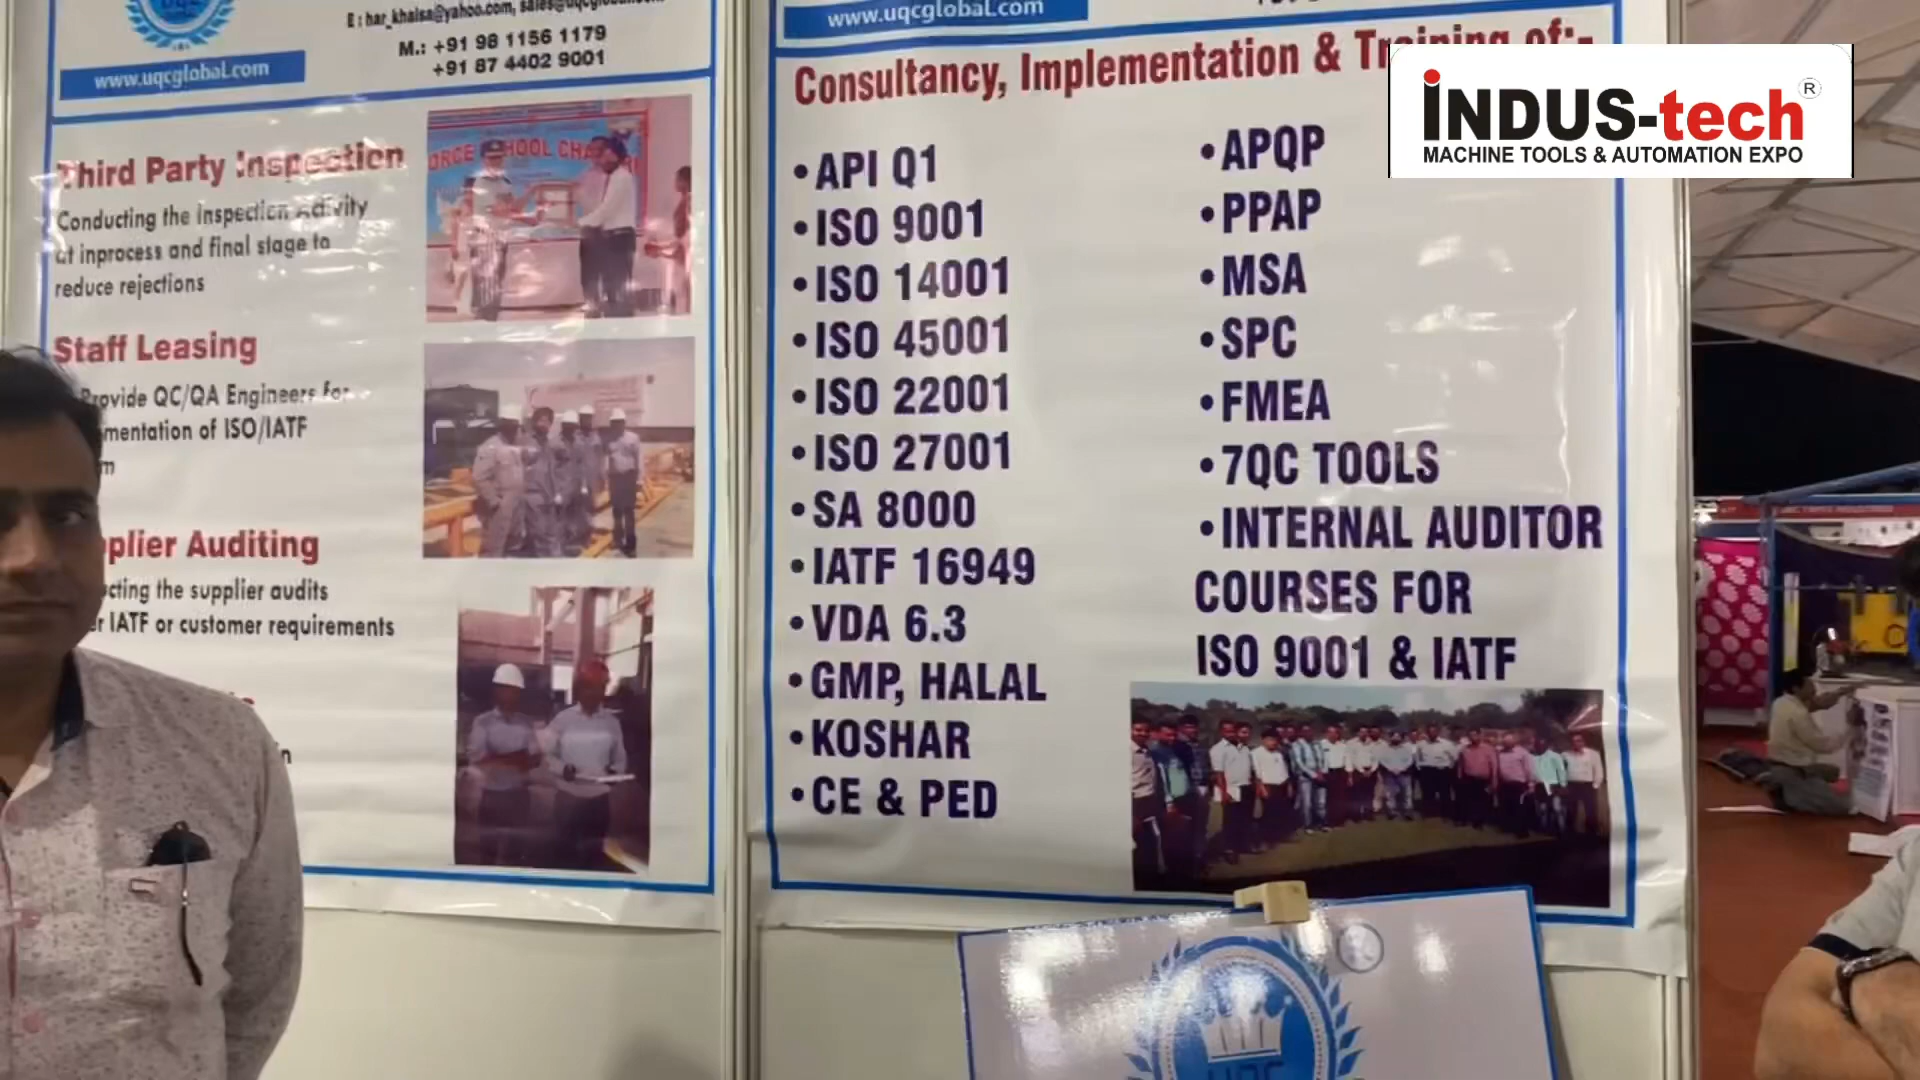 E : har_khaisa@yahoo.com, sales@uqcglobal.com
M.: +91 98 1156 1179
+91 87 4402 9001
www.uqcglobal.com
Third Party Inspection
Conducting the Inspection Activity
at inprocess and final stage to
reduce rejections
Staff Leasing
Provide QC/QA Engineers for
mentation of ISO/IATF
m
plier Auditing
cting the supplier audits
r IATF or customer requirements
www.uqcglobal.com
Consultancy, Implementation & Training of:-
• API Q1
• ISO 9001
• ISO 14001
• ISO 45001
• ISO 22001
• ISO 27001
• SA 8000
• IATF 16949
• VDA 6.3
• GMP, HALAL
• KOSHAR
• CE & PED
• APQP
• PPAP
• MSA
• SPC
• FMEA
• 7QC TOOLS
• INTERNAL AUDITOR
COURSES FOR
ISO 9001 & IATF
iNDUS-tech®
MACHINE TOOLS & AUTOMATION EXPO